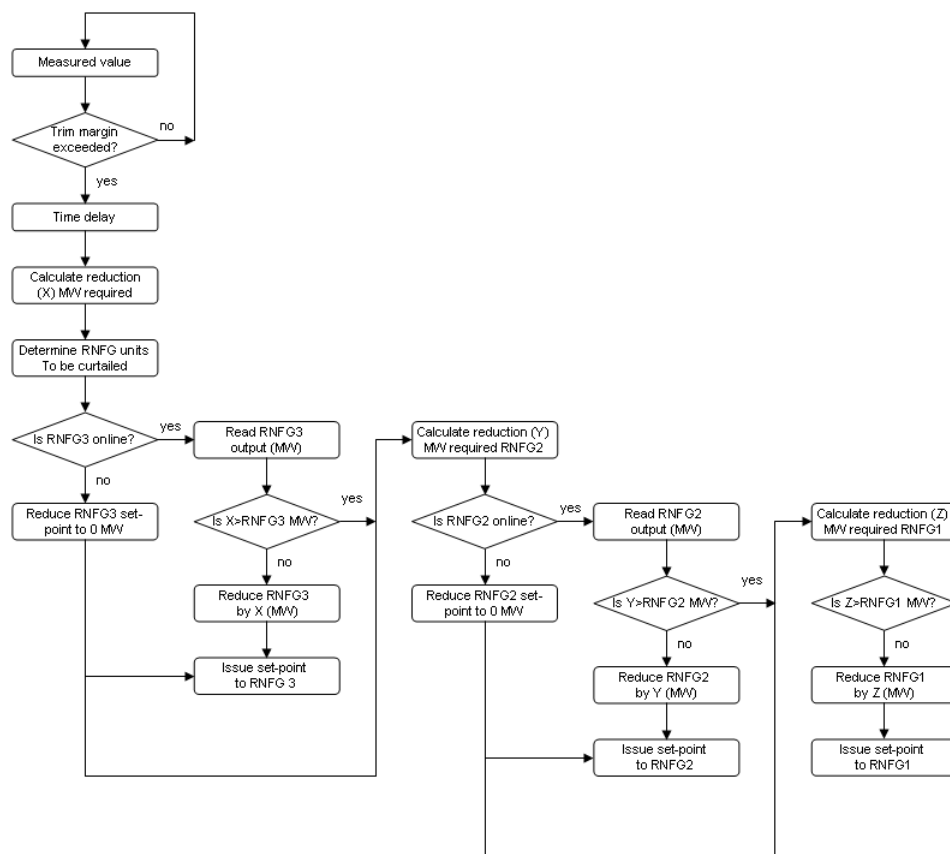 Measured value
Trim margin
exceeded?
no
yes
Time delay
Calculate reduction
(X) MW required
Determine RNFG units
To be curtailed
Is RNFG3 online?
yes
no
Reduce RNFG3 set-
point to 0 MW
Read RNFG3
output (MW)
Is X>RNFG3 MW?
yes
no
Reduce RNFG3
by X (MW)
Issue set-point
to RNFG 3
Calculate reduction (Y)
MW required RNFG2
Is RNFG2 online?
yes
no
Reduce RNFG2 set-
point to 0 MW
Read RNFG2
output (MW)
Is Y>RNFG2 MW?
yes
no
Reduce RNFG2
by Y (MW)
Issue set-point
to RNFG2
Calculate reduction (Z)
MW required RNFG1
Is Z>RNFG1 MW?
no
Reduce RNFG1
by Z (MW)
Issue set-point
to RNFG1